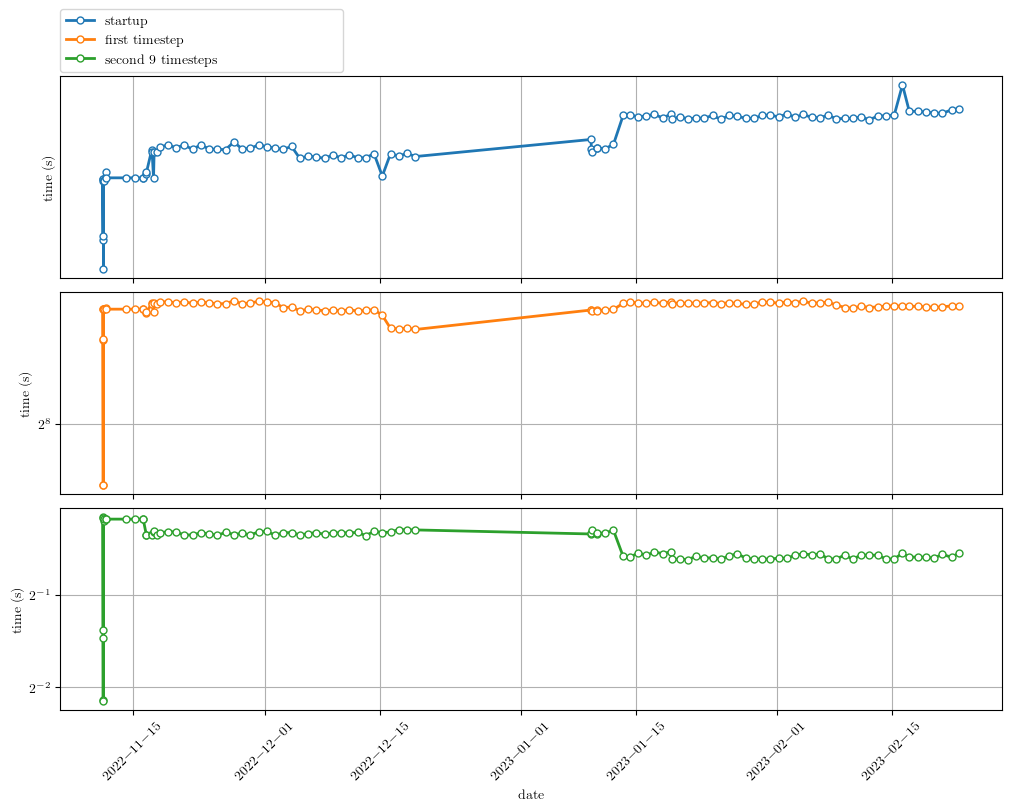 startup
first timestep
second 9 timesteps
time (s)
time (s)
2^8
time (s)
2^−1
2^−2
2022−11−15
2022−12−01
2022−12−15
2023−01−01
2023−01−15
2023−02−01
2023−02−15
date